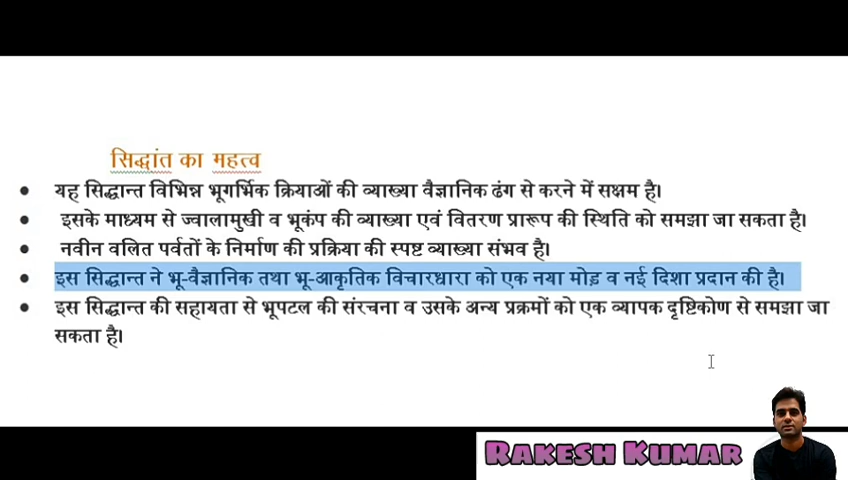 सिद्धांत का महत्व
• यह सिद्धान्त विभिन्न भूगर्भिक क्रियाओं की व्याख्या वैज्ञानिक ढंग से करने में सक्षम है।
• इसके माध्यम से ज्वालामुखी व भूकंप की व्याख्या एवं वितरण प्रारूप की स्थिति को समझा जा सकता है।
• नवीन वलित पर्वतों के निर्माण की प्रक्रिया की स्पष्ट व्याख्या संभव है।
• इस सिद्धान्त ने भू-वैज्ञानिक तथा भू-आकृतिक विचारधारा को एक नया मोड़ व नई दिशा प्रदान की है।
• इस सिद्धान्त की सहायता से भूपटल की संरचना व उसके अन्य प्रक्रमों को एक व्यापक दृष्टिकोण से समझा जा
सकता है।
RAKESH KUMAR